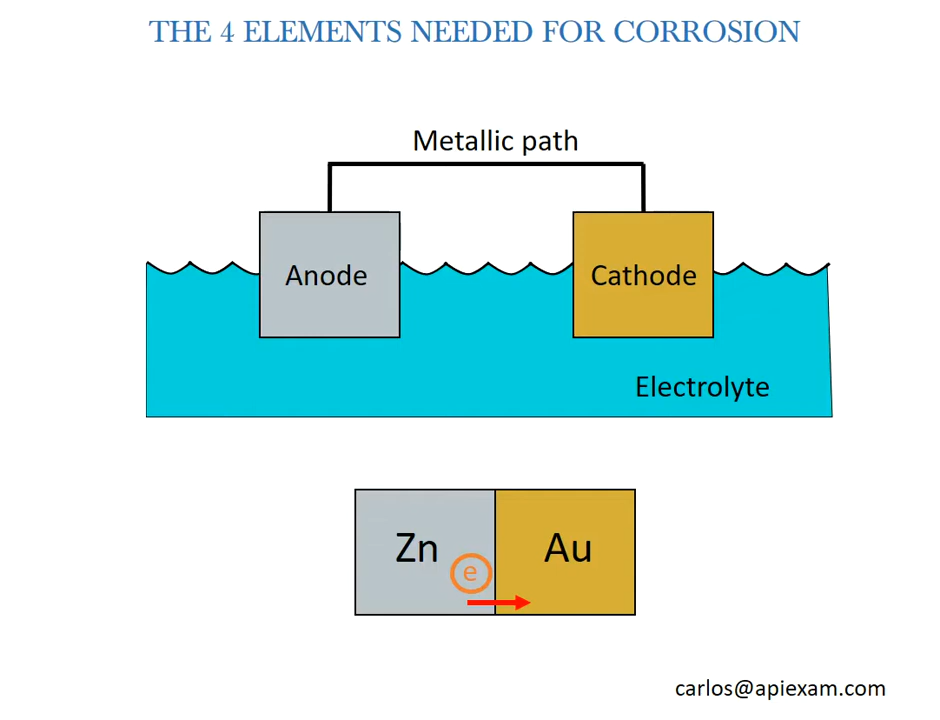 THE 4 ELEMENTS NEEDED FOR CORROSION
Metallic path
Anode
Cathode
Electrolyte
Zn
Au
e
carlos@apiexam.com